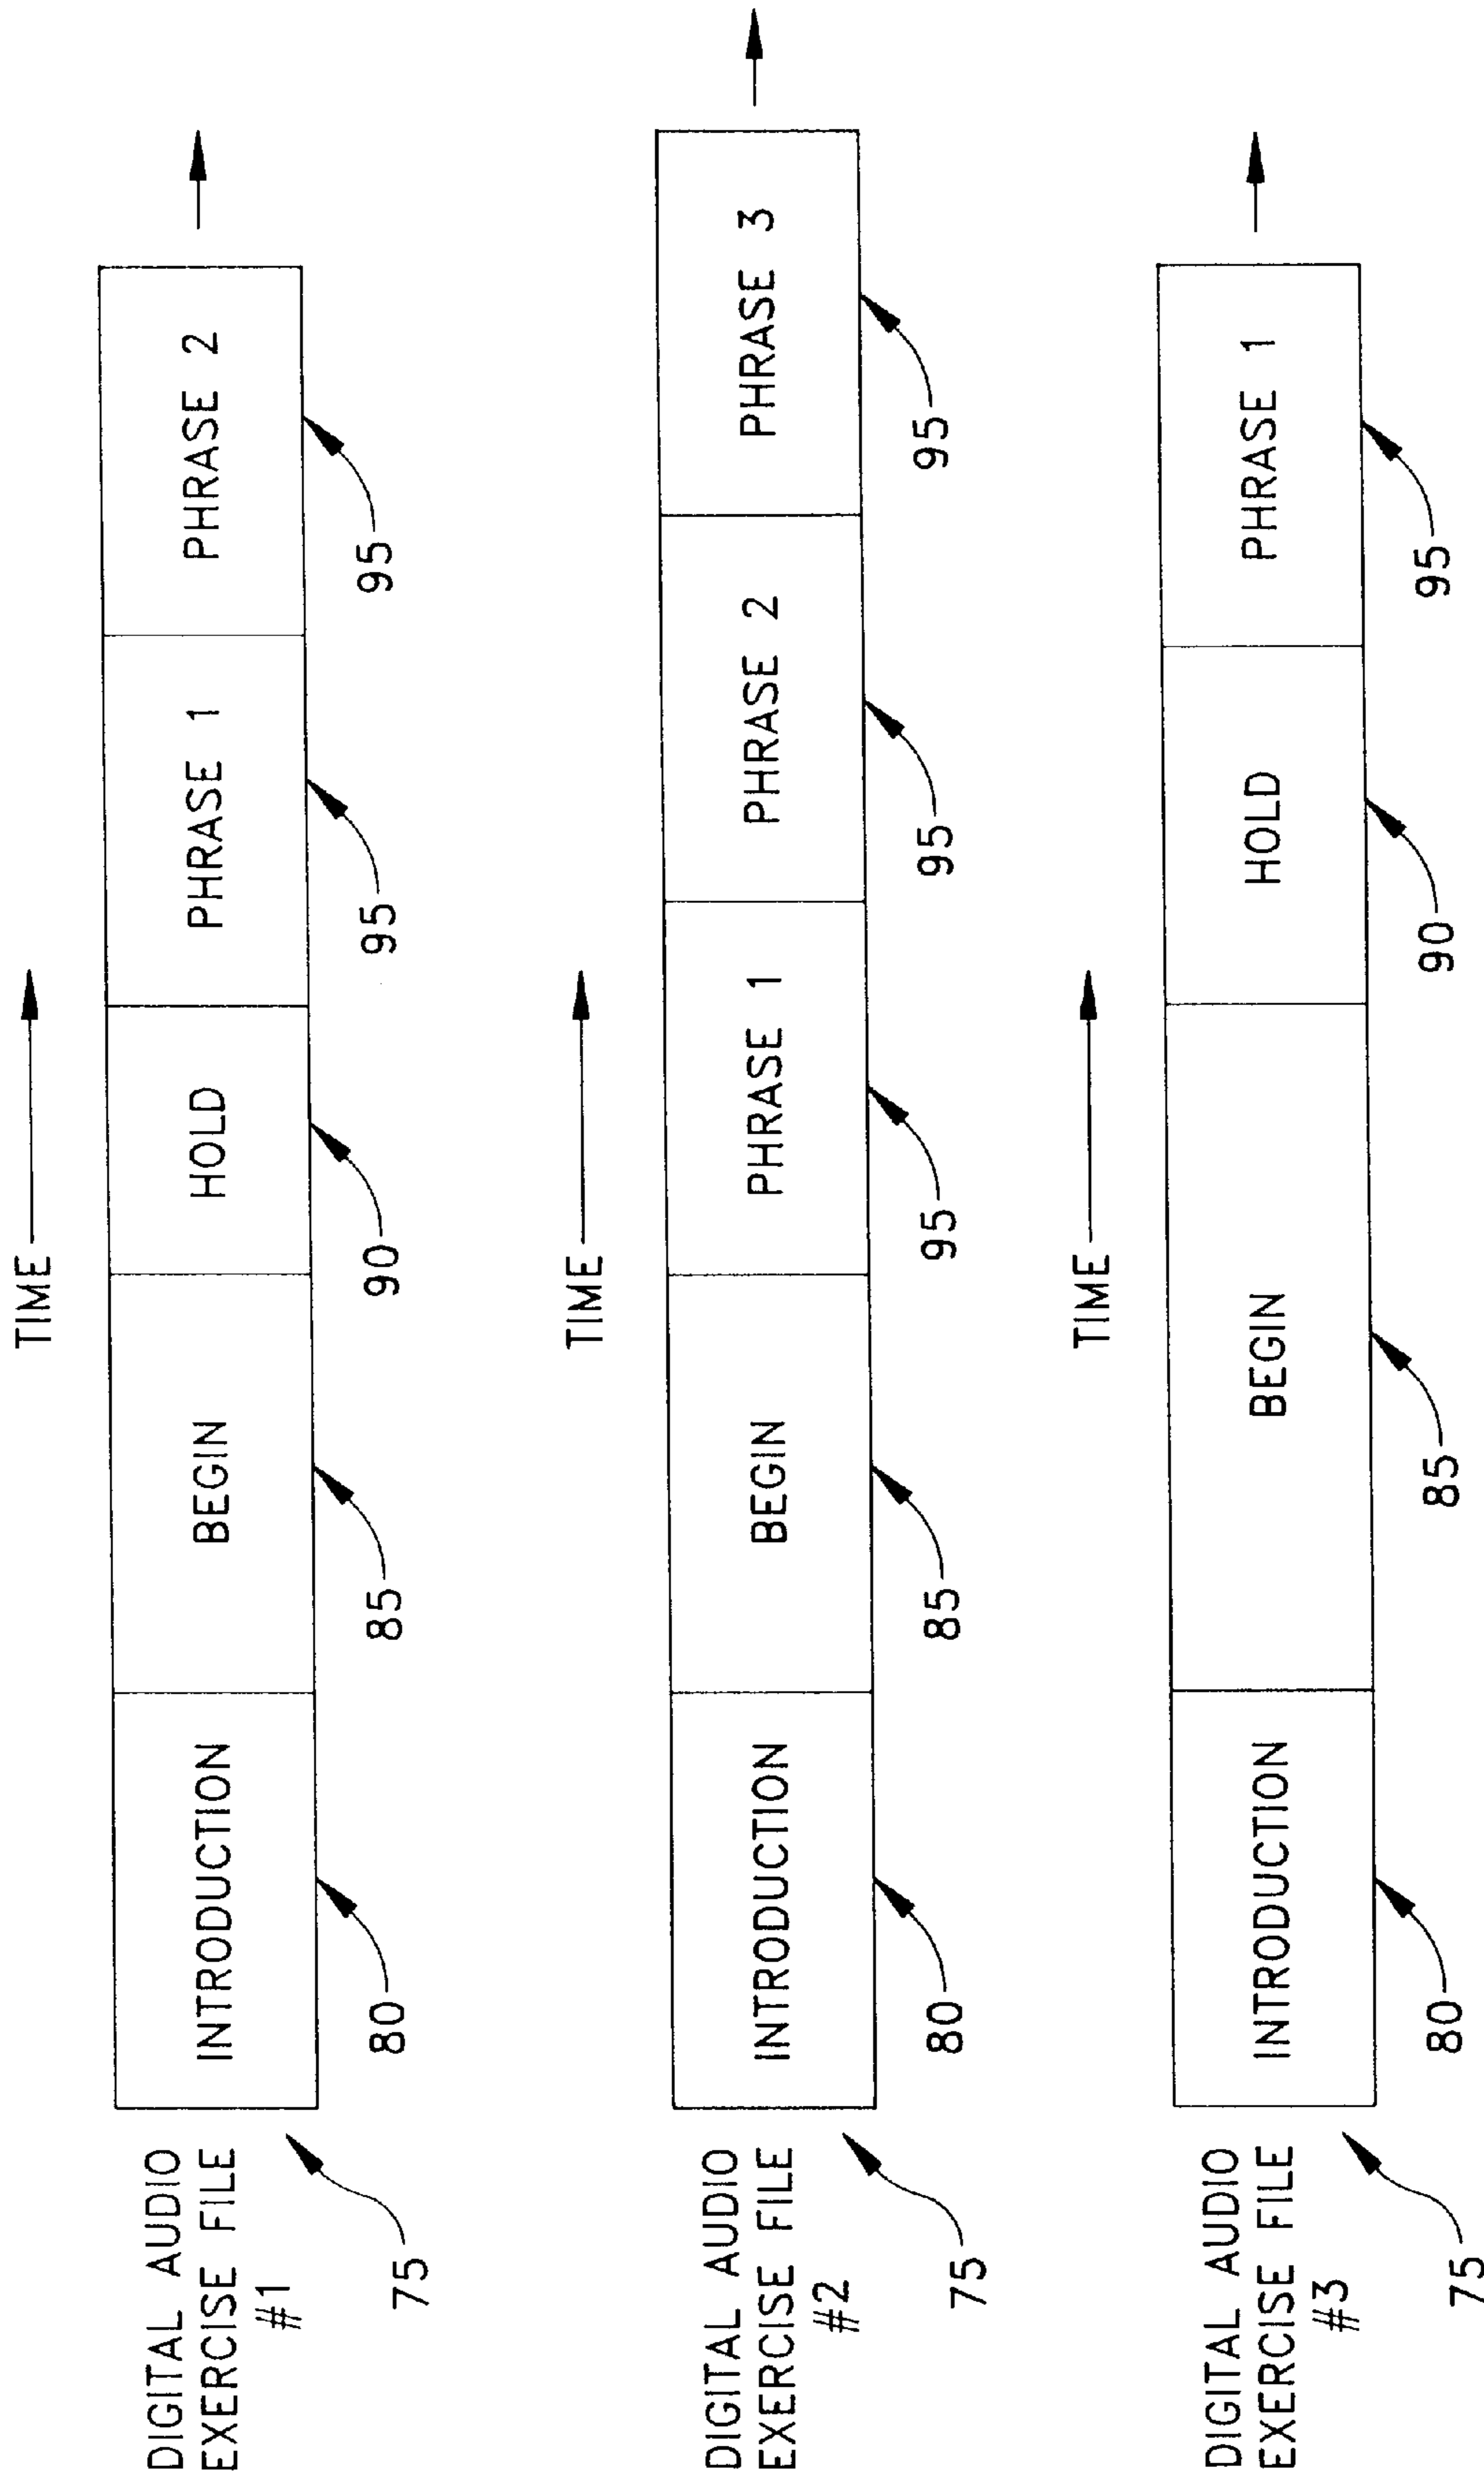 TIME
DIGITAL AUDIO
EXERCISE FILE
#1
75
INTRODUCTION
BEGIN
HOLD
PHRASE 1
PHRASE 2
80
85
90
95
95
TIME
DIGITAL AUDIO
EXERCISE FILE
#2
75
INTRODUCTION
BEGIN
PHRASE 1
PHRASE 2
PHRASE 3
80
85
95
95
95
TIME
DIGITAL AUDIO
EXERCISE FILE
#3
75
INTRODUCTION
BEGIN
HOLD
PHRASE 1
80
85
90
95